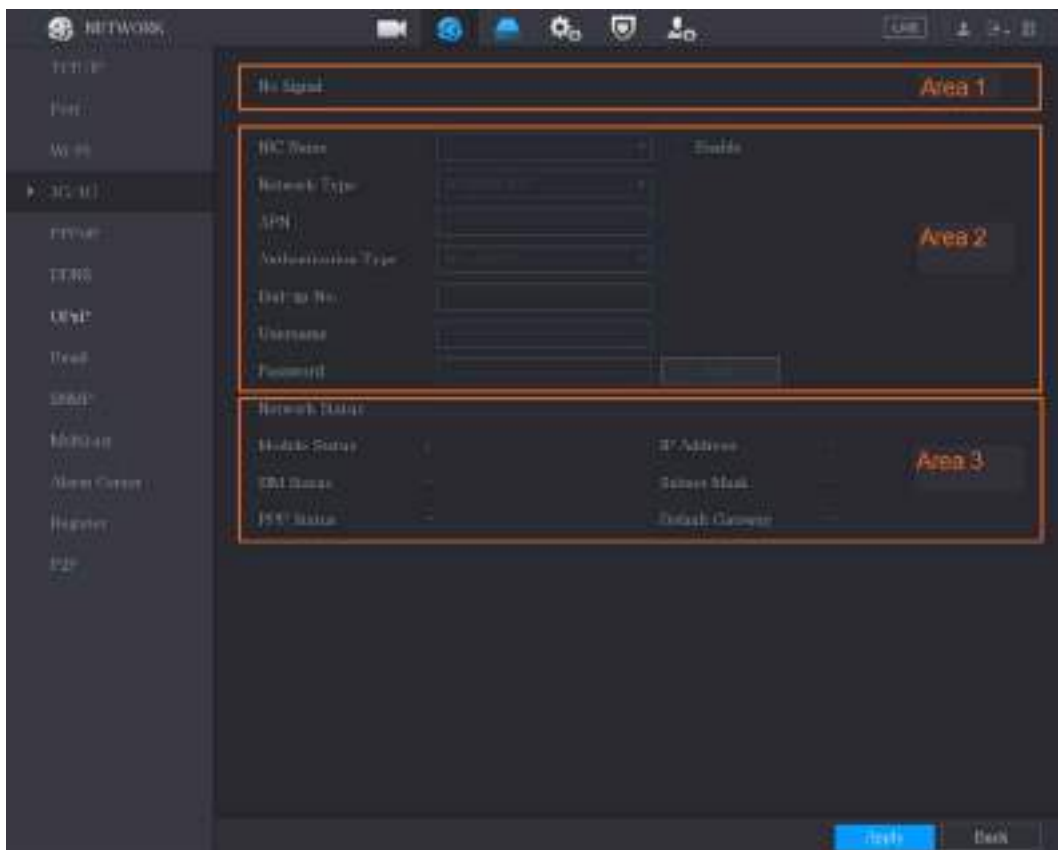 NETWORK
LIVE
TCP/IP
Port
Wi-Fi
3G/4G
PPPoE
DDNS
UPnP
Email
SNMP
Multicast
Alarm Center
Register
P2P
No Signal
Area 1
NIC Name
Enable
Network Type
APN
Area 2
Authentication Type
Dial-up No.
Username
Password
Network Status
Module Status
IP Address
Area 3
SIM Status
Subnet Mask
PPP Status
Default Gateway
Apply
Back